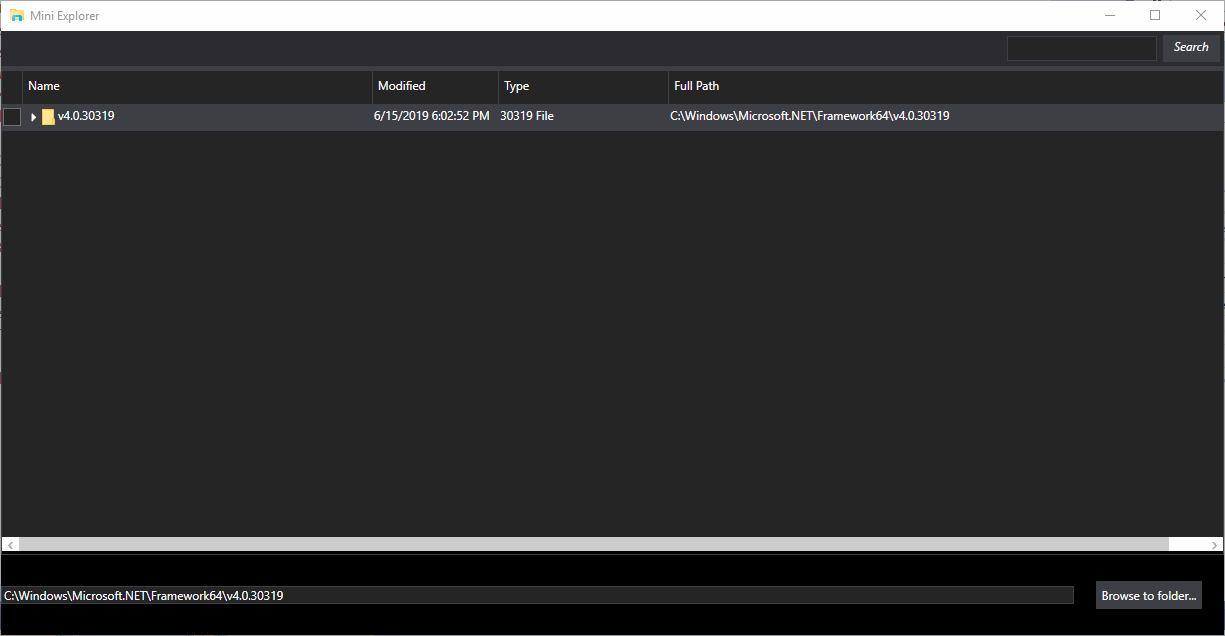 Mini Explorer
Search
Name Modified Type Full Path
v4.0.30319 6/15/2019 6:02:52 PM 30319 File C:\Windows\Microsoft.NET\Framework64\v4.0.30319
C:\Windows\Microsoft.NET\Framework64\v4.0.30319 Browse to folder...